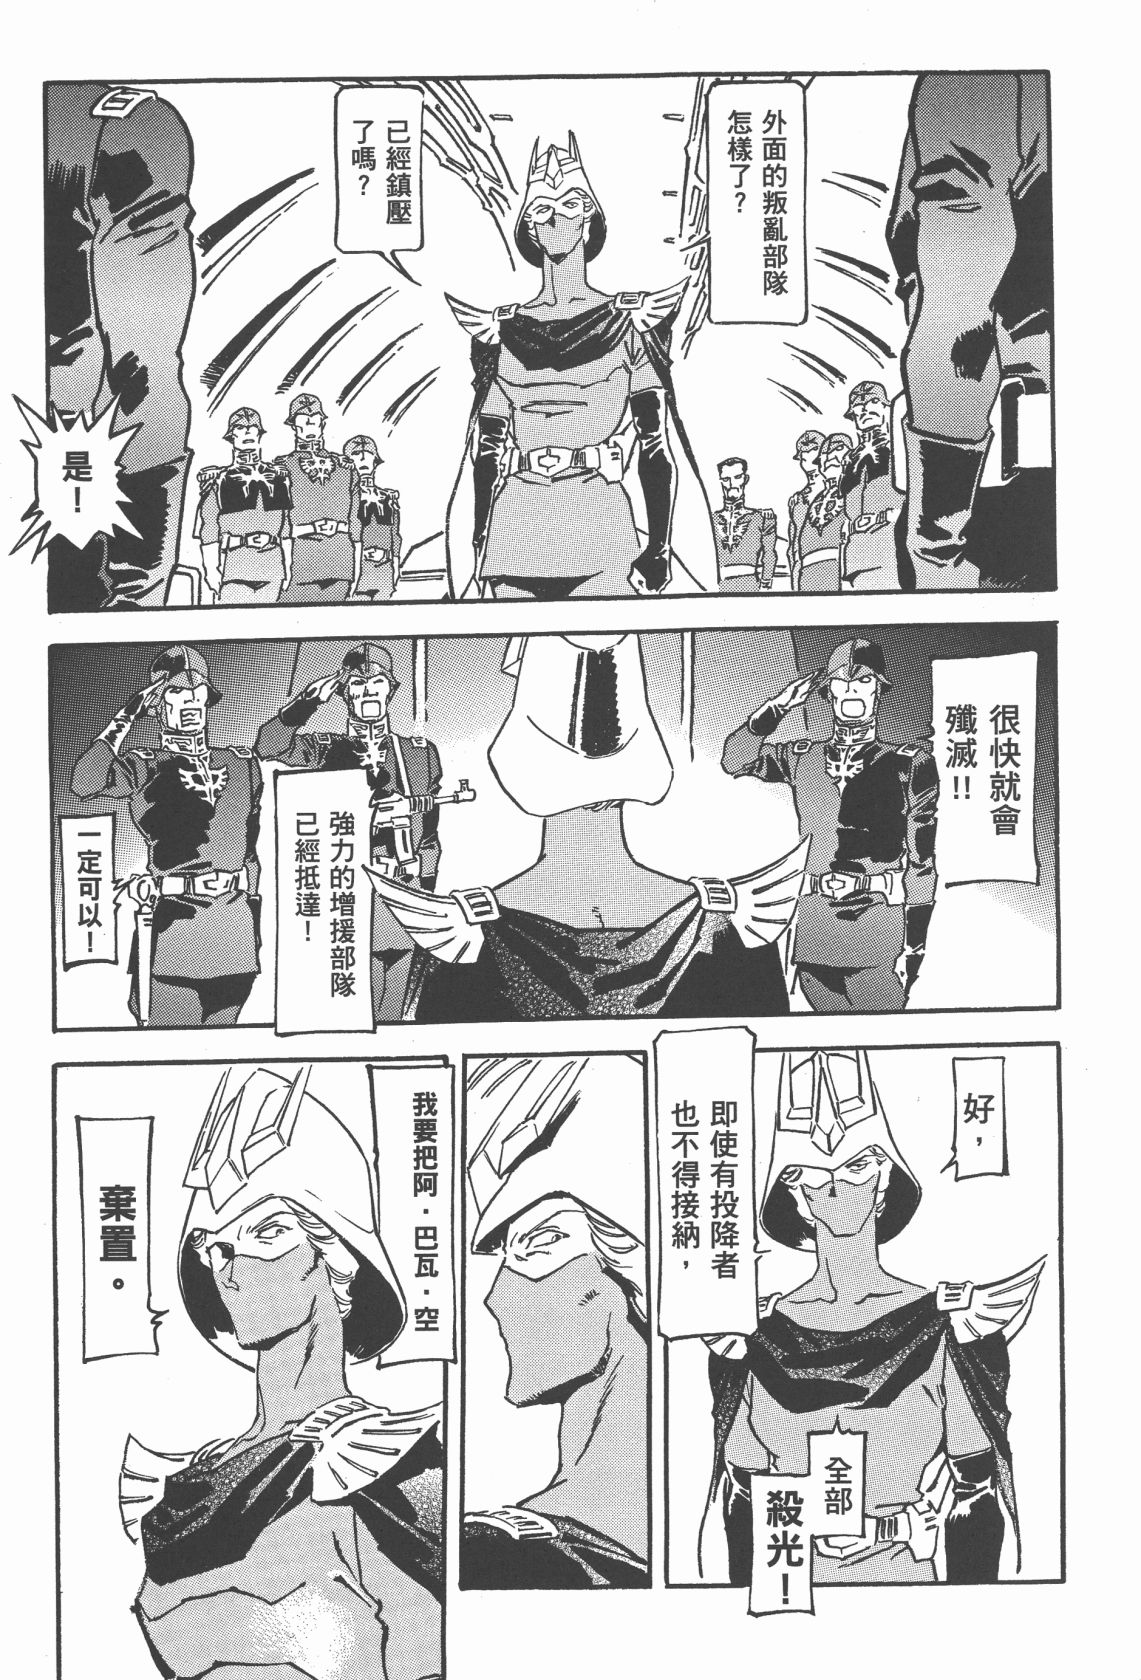 外面的叛亂部隊
怎樣了？
已經鎮壓
了嗎？
是！
很快就會
殲滅!!
強力的增援部隊
已經抵達！
一定可以！
好，
即使有投降者
也不得接納，
全部
殺光！
我要把阿·巴瓦·空
棄置。